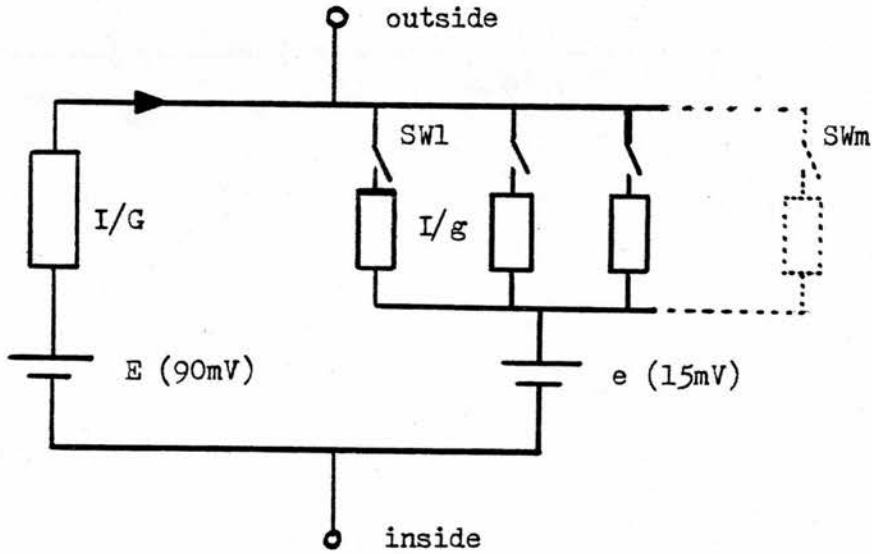 outside
SW1
SWm
I/G
I/g
E (90mV)
e (15mV)
inside